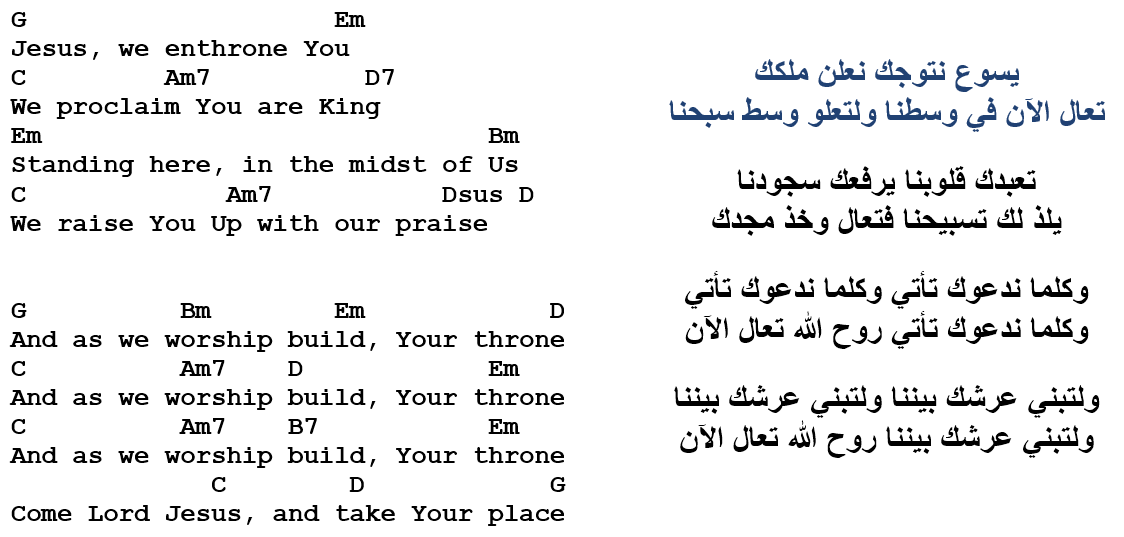 G                    Em
Jesus, we enthrone You
C         Am7          D7
We proclaim You are King
Em                             Bm
Standing here, in the midst of Us
C             Am7             Dsus D
We raise You Up with our praise
G          Bm        Em            D
And as we worship build, Your throne
C          Am7    D            Em
And as we worship build, Your throne
C          Am7    B7           Em
And as we worship build, Your throne
             C        D            G
Come Lord Jesus, and take Your place
يسوع نتوجك نعلن ملكك
تعال الآن في وسطنا ولتعلو وسط سبحنا
تعبدك قلوبنا يرفعك سجودنا
يلذ لك تسبيحنا فتعال وخذ مجدك
وكلما ندعوك تأتي وكلما ندعوك تأتي
وكلما ندعوك تأتي روح الله تعال الآن
ولتبني عرشك بيننا ولتبني عرشك بيننا
ولتبني عرشك بيننا روح الله تعال الآن